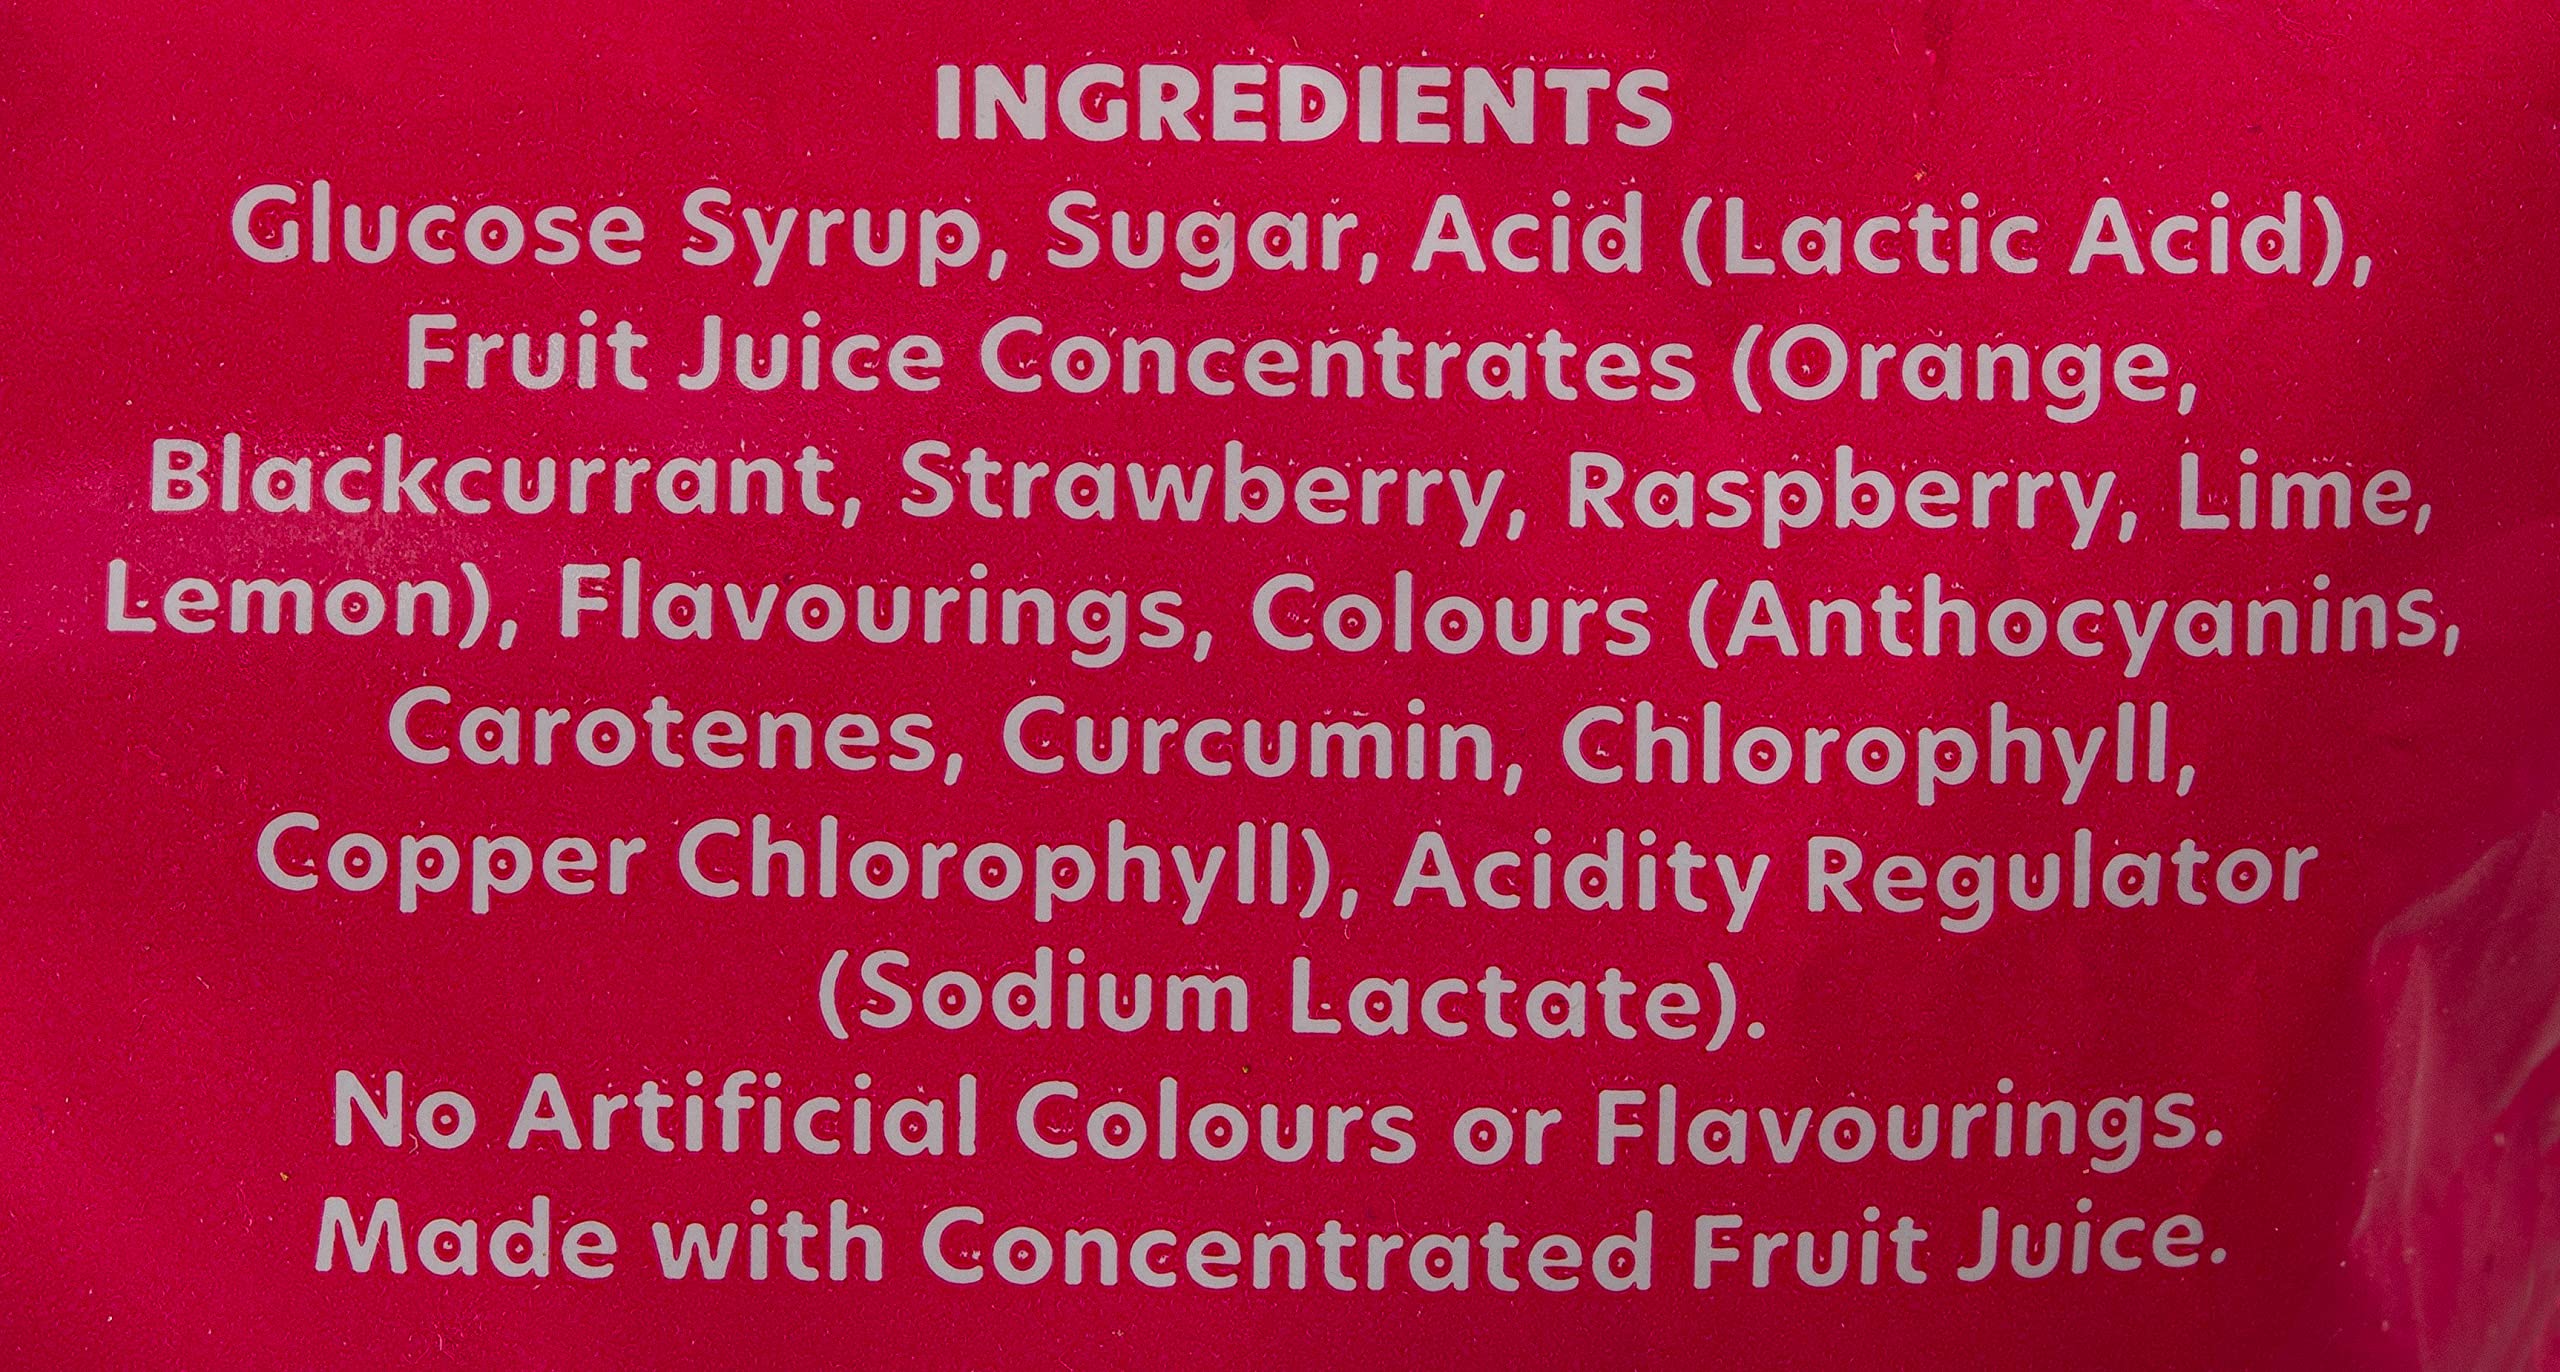 INGREDIENTS
Glucose Syrup, Sugar, Acid (Lactic Acid),
Fruit Juice Concentrates (Orange,
Blackcurrant, Strawberry, Raspberry, Lime,
Lemon), Flavourings, Colours (Anthocyanins,
Carotenes, Curcumin, Chlorophyll,
Copper Chlorophyll), Acidity Regulator
(Sodium Lactate).
No Artificial Colours or Flavourings.
Made with Concentrated Fruit Juice.